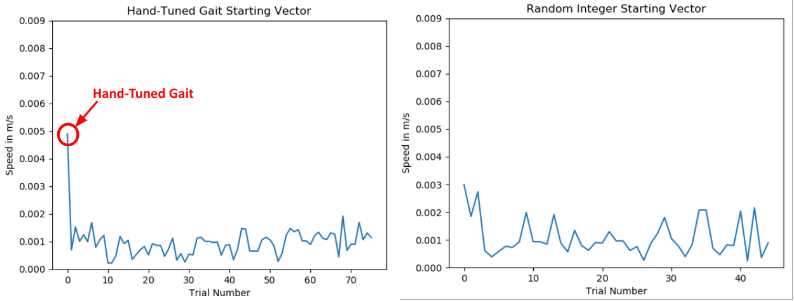 Hand-Tuned Gait Starting Vector
0.009
0.008
0.007
0.006
0.005
0.004
0.003
0.002
0.001
0.000
Speed in m/s
Hand-Tuned Gait
0 10 20 30 40 50 60 70
Trial Number
Random Integer Starting Vector
0.009
0.008
0.007
0.006
0.005
0.004
0.003
0.002
0.001
0.000
Speed in m/s
0 10 20 30 40
Trial Number